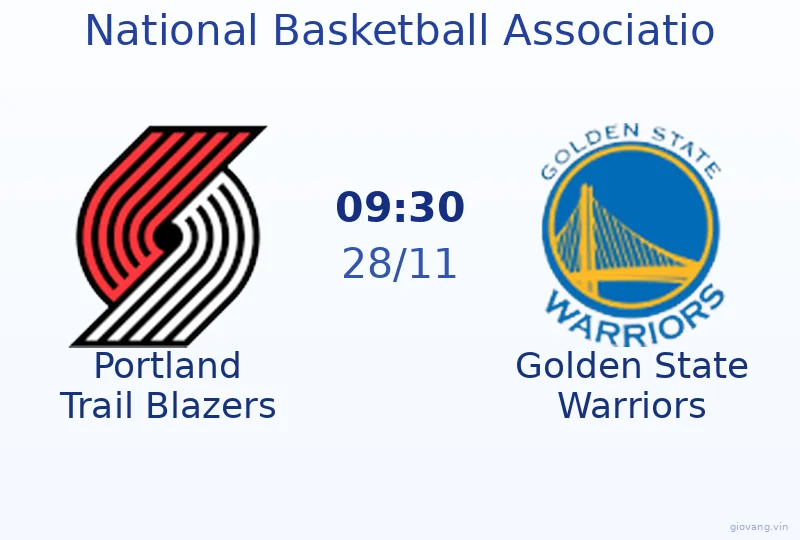 National Basketball Associatio
GOLDEN STATE
WARRIORS
09:30
28/11
Portland
Trail Blazers
Golden State
Warriors
giovang.vin